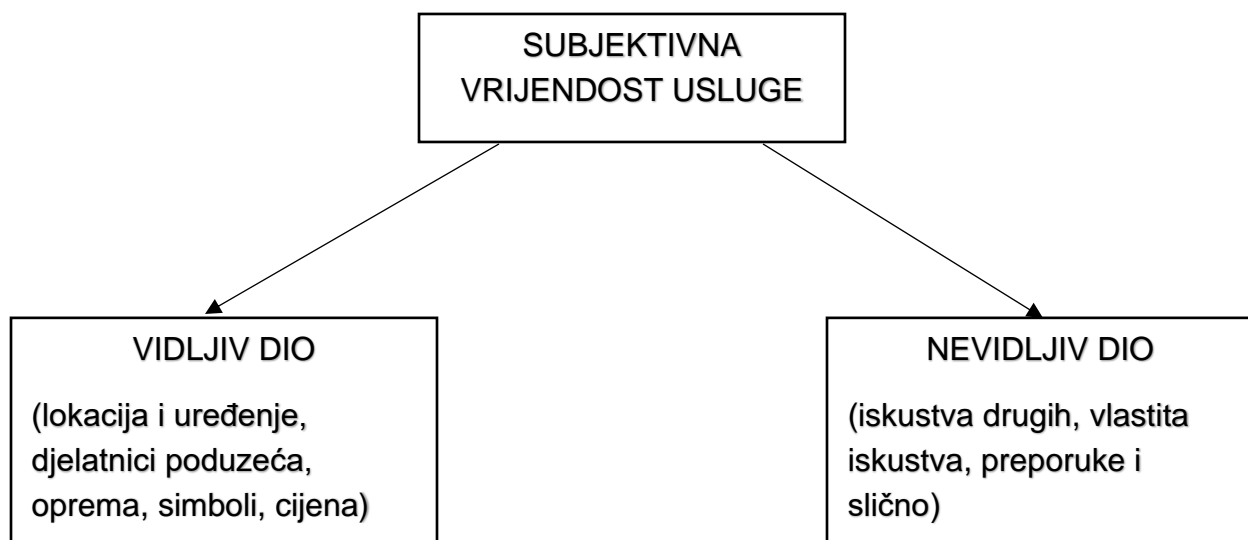 SUBJEKTIVNA
VRIJENDOST USLUGE
VIDLJIV DIO
(lokacija i uređenje,
djelatnici poduzeća,
oprema, simboli, cijena)
NEVIDLJIV DIO
(iskustva drugih, vlastita
iskustva, preporuke i
slično)